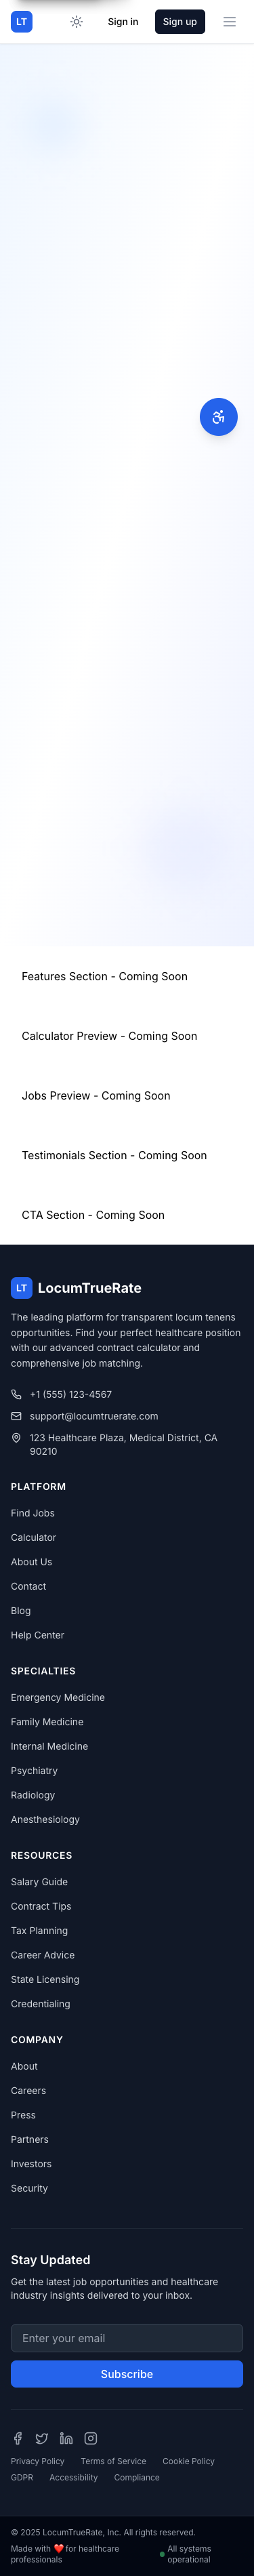 LT
Sign in
Sign up
Features Section - Coming Soon
Calculator Preview - Coming Soon
Jobs Preview - Coming Soon
Testimonials Section - Coming Soon
CTA Section - Coming Soon
LT LocumTrueRate
The leading platform for transparent locum tenens
opportunities. Find your perfect healthcare position
with our advanced contract calculator and
comprehensive job matching.
+1 (555) 123-4567
support@locumtruerate.com
123 Healthcare Plaza, Medical District, CA
90210
PLATFORM
Find Jobs
Calculator
About Us
Contact
Blog
Help Center
SPECIALTIES
Emergency Medicine
Family Medicine
Internal Medicine
Psychiatry
Radiology
Anesthesiology
RESOURCES
Salary Guide
Contract Tips
Tax Planning
Career Advice
State Licensing
Credentialing
COMPANY
About
Careers
Press
Partners
Investors
Security
Stay Updated
Get the latest job opportunities and healthcare
industry insights delivered to your inbox.
Enter your email
Subscribe
Privacy Policy Terms of Service Cookie Policy
GDPR Accessibility Compliance
© 2025 LocumTrueRate, Inc. All rights reserved.
Made with ❤️ for healthcare
professionals
All systems
operational